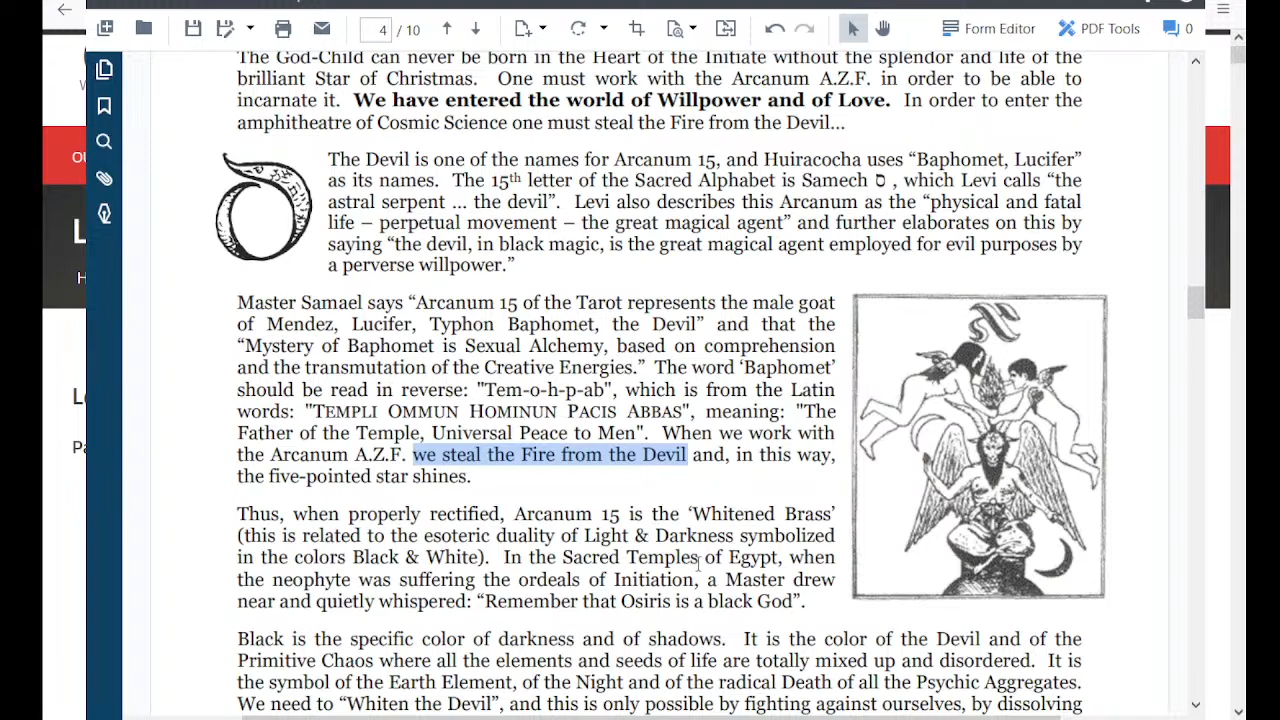 4 / 10
Form Editor
PDF Tools
0
The God-Child can never be born in the Heart of the Initiate without the splendor and life of the
brilliant Star of Christmas. One must work with the Arcanum A.Z.F. in order to be able to
incarnate it. We have entered the world of Willpower and of Love. In order to enter the
amphitheatre of Cosmic Science one must steal the Fire from the Devil...
The Devil is one of the names for Arcanum 15, and Huiracocha uses “Baphomet, Lucifer”
as its names. The 15th letter of the Sacred Alphabet is Samech ס , which Levi calls “the
astral serpent ... the devil”. Levi also describes this Arcanum as the “physical and fatal
life – perpetual movement – the great magical agent” and further elaborates on this by
saying “the devil, in black magic, is the great magical agent employed for evil purposes by
a perverse willpower.”
Master Samael says “Arcanum 15 of the Tarot represents the male goat
of Mendez, Lucifer, Typhon Baphomet, the Devil” and that the
“Mystery of Baphomet is Sexual Alchemy, based on comprehension
and the transmutation of the Creative Energies.” The word ‘Baphomet’
should be read in reverse: "Tem-o-h-p-ab", which is from the Latin
words: "TEMPLI OMMUN HOMINUN PACIS ABBAS", meaning: "The
Father of the Temple, Universal Peace to Men". When we work with
the Arcanum A.Z.F. we steal the Fire from the Devil and, in this way,
the five-pointed star shines.
Thus, when properly rectified, Arcanum 15 is the ‘Whitened Brass’
(this is related to the esoteric duality of Light & Darkness symbolized
in the colors Black & White). In the Sacred Temples of Egypt, when
the neophyte was suffering the ordeals of Initiation, a Master drew
near and quietly whispered: “Remember that Osiris is a black God”.
Black is the specific color of darkness and of shadows. It is the color of the Devil and of the
Primitive Chaos where all the elements and seeds of life are totally mixed up and disordered. It is
the symbol of the Earth Element, of the Night and of the radical Death of all the Psychic Aggregates.
We need to “Whiten the Devil”, and this is only possible by fighting against ourselves, by dissolving